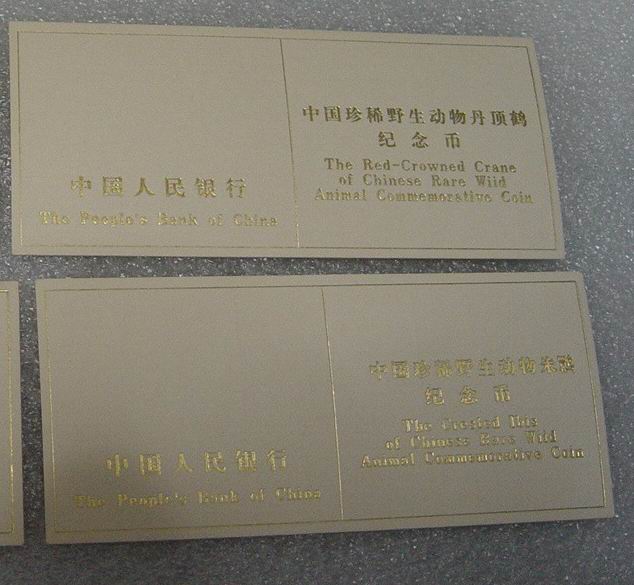 中国人民银行
The People's Bank of China
中国珍稀野生动物丹顶鹤
纪念币
The Red-Crowned Crane
of Chinese Rare Wild
Animal Commemorative Coin
中国人民银行
The People's Bank of China
中国珍稀野生动物朱鹮
纪念币
The Crested Ibis
of Chinese Rare Wild
Animal Commemorative Coin